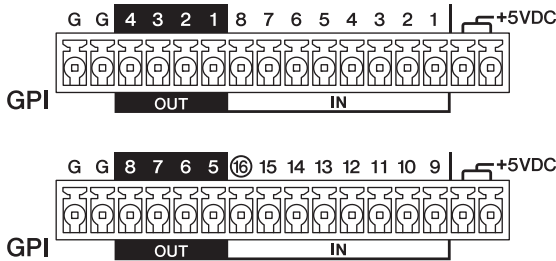 G G 4 3 2 1 8 7 6 5 4 3 2 1 +5VDC
GPI OUT IN
G G 8 7 6 5 ⑯ 15 14 13 12 11 10 9 +5VDC
GPI OUT IN